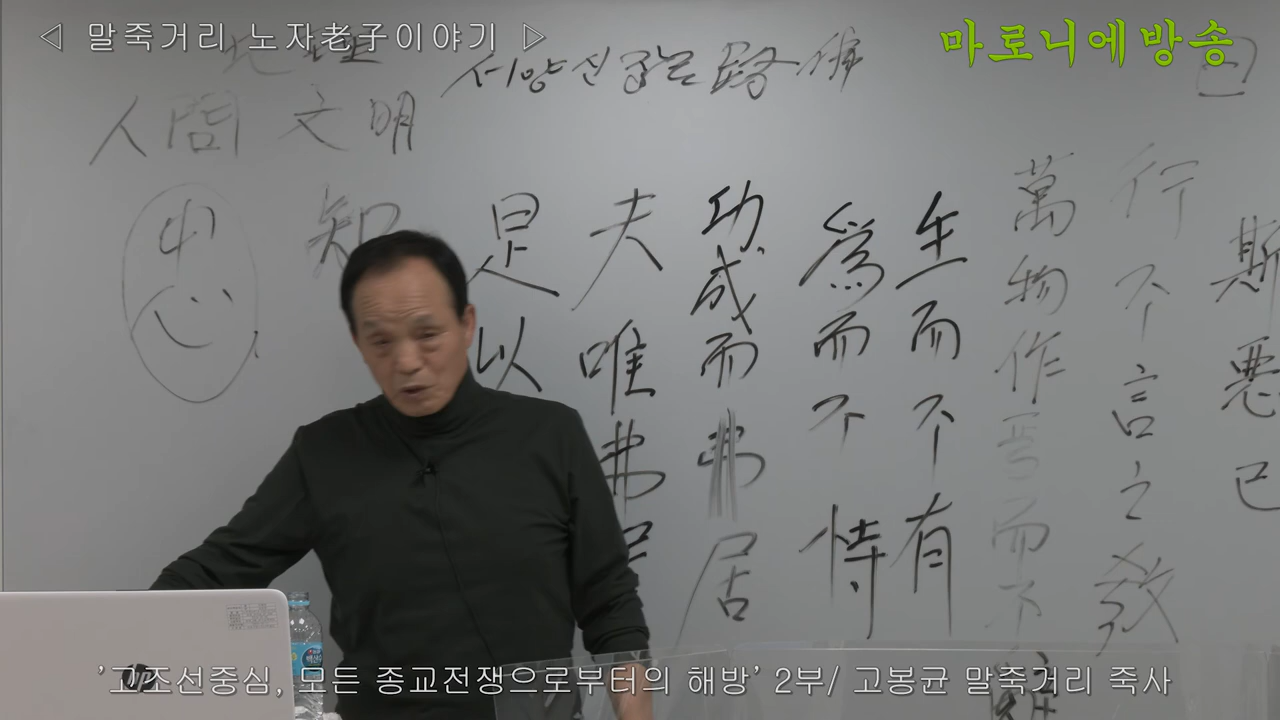 ◁ 말죽거리 노자老子이야기 ▷
마로니에방송
人間 文明
中心
知
斯惡已
行不言之敎
萬物作焉而不
生而不有
爲而不恃
功成而弗居
夫唯弗居
是以
'고조선중심, 모든 종교전쟁으로부터의 해방' 2부/ 고봉균 말죽거리 죽사